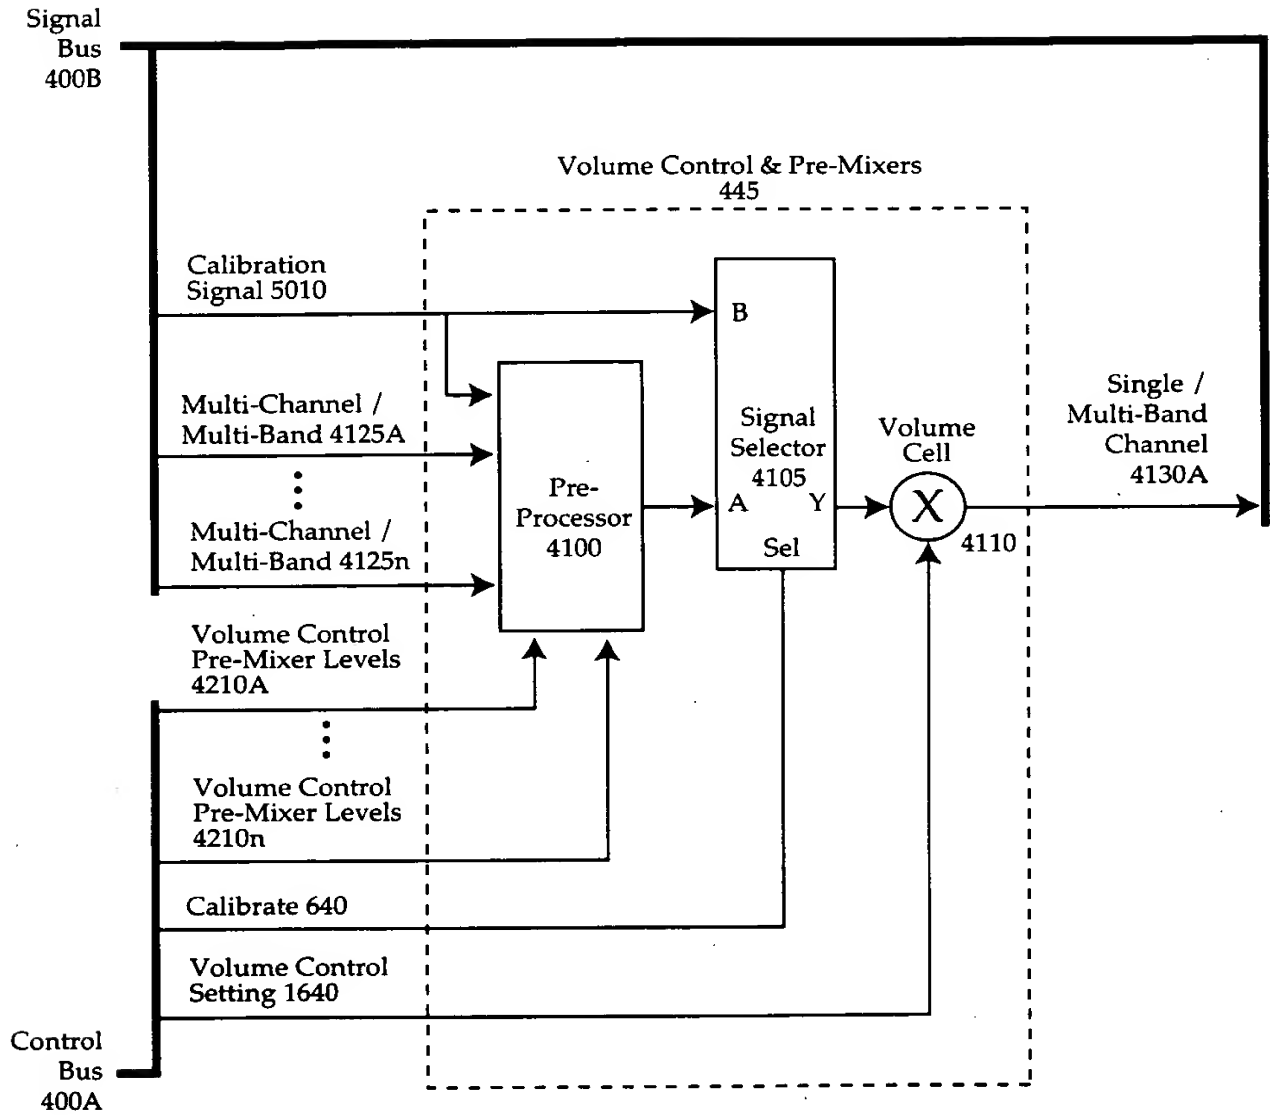 Signal
Bus
400B
Volume Control & Pre-Mixers
445
Calibration
Signal 5010
B
Multi-Channel /
Multi-Band 4125A
Signal
Selector
4105
Volume
Cell
Single /
Multi-Band
Channel
4130A
Pre-
Processor
4100
A
Y
X
4110
Sel
Multi-Channel /
Multi-Band 4125n
Volume Control
Pre-Mixer Levels
4210A
Volume Control
Pre-Mixer Levels
4210n
Calibrate 640
Volume Control
Setting 1640
Control
Bus
400A